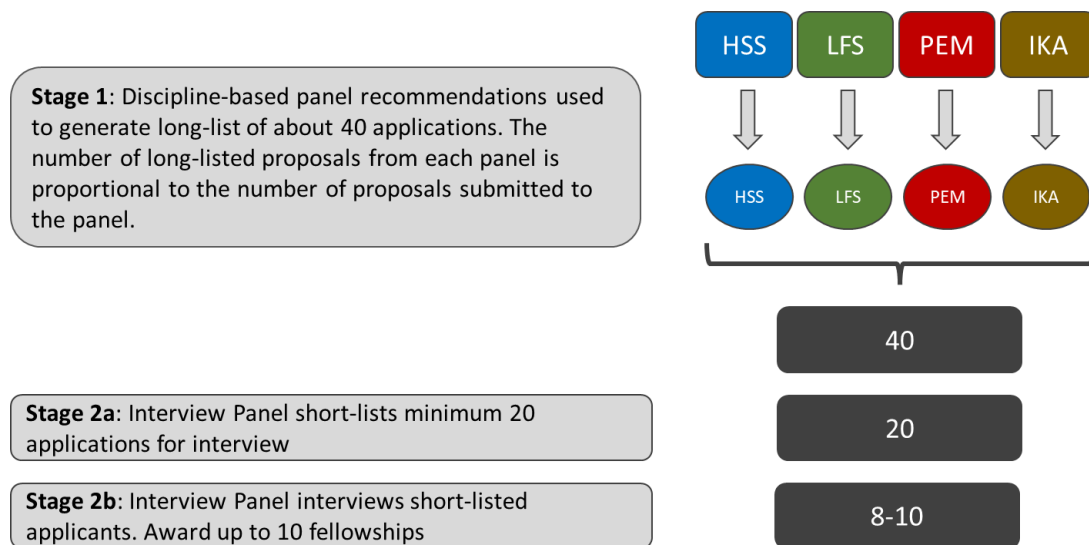 HSS
LFS
PEM
IKA
Stage 1: Discipline-based panel recommendations used
to generate long-list of about 40 applications. The
number of long-listed proposals from each panel is
proportional to the number of proposals submitted to
the panel.
HSS
LFS
PEM
IKA
40
Stage 2a: Interview Panel short-lists minimum 20
applications for interview
20
Stage 2b: Interview Panel interviews short-listed
applicants. Award up to 10 fellowships
8-10